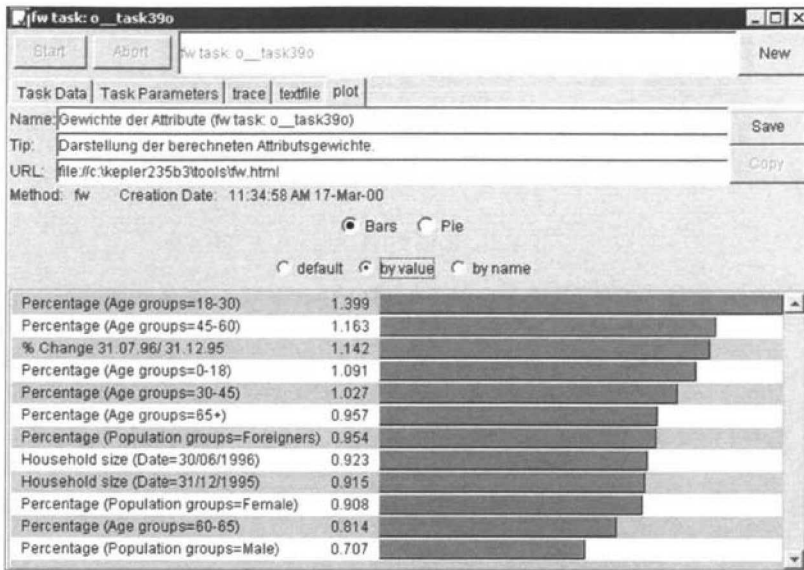 fw task: o__task39o
Start Abort fw task: o__task39o New
Task Data Task Parameters trace textfile plot
Name: Gewichte der Attribute (fw task: o__task39o) Save
Tip: Darstellung der berechneten Attributsgewichte.
URL: file://c:\kepler235b3\tools\fw.html Copy
Method: fw Creation Date: 11:34:58 AM 17-Mar-00
Bars Pie
default by value by name
Percentage (Age groups=18-30) 1.399
Percentage (Age groups=45-60) 1.163
% Change 31.07.96/ 31.12.95 1.142
Percentage (Age groups=0-18) 1.091
Percentage (Age groups=30-45) 1.027
Percentage (Age groups=65+) 0.957
Percentage (Population groups=Foreigners) 0.954
Household size (Date=30/06/1996) 0.923
Household size (Date=31/12/1995) 0.915
Percentage (Population groups=Female) 0.908
Percentage (Age groups=60-65) 0.814
Percentage (Population groups=Male) 0.707